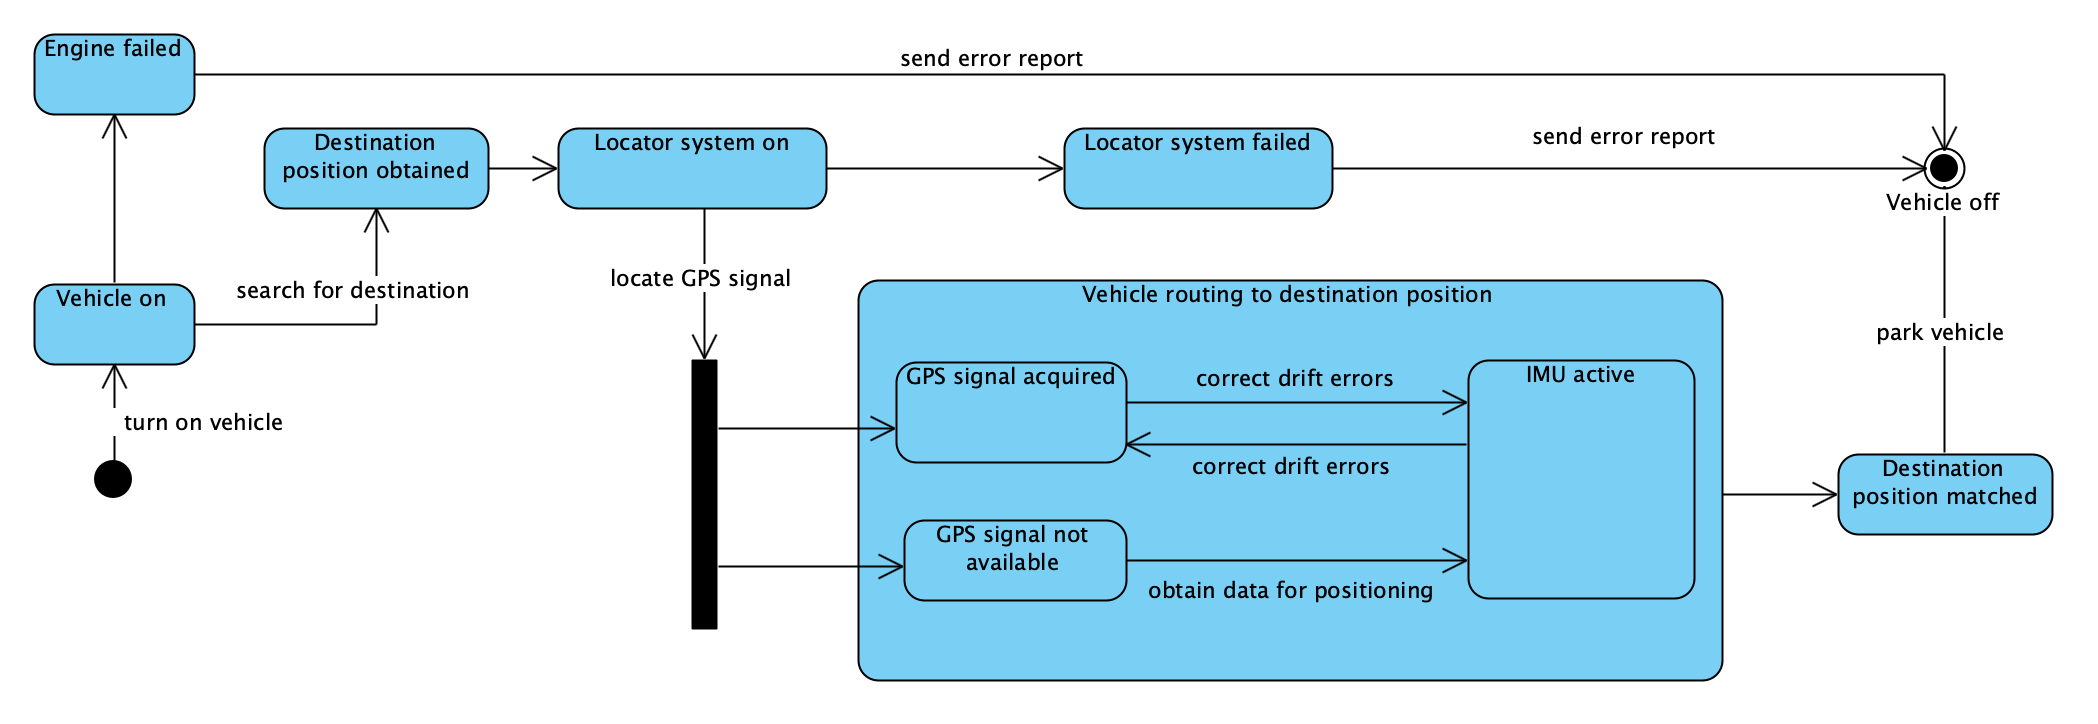 Engine failed
send error report
Destination
position obtained
Locator system on
Locator system failed
send error report
Vehicle off
Vehicle on
search for destination
locate GPS signal
Vehicle routing to destination position
park vehicle
GPS signal acquired
correct drift errors
IMU active
turn on vehicle
correct drift errors
Destination
position matched
GPS signal not
available
obtain data for positioning